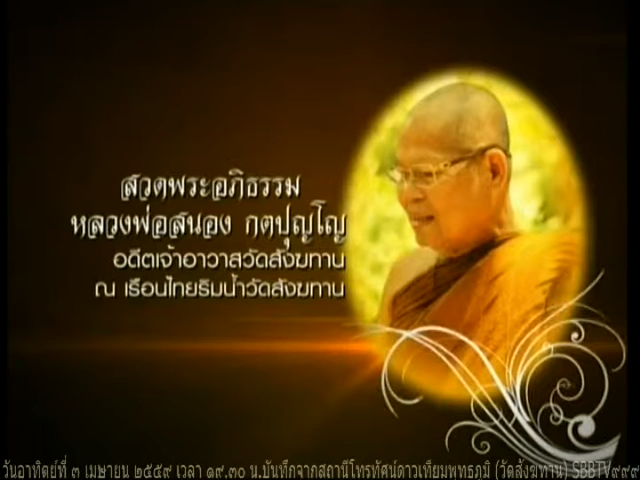 สวดพระอภิธรรม
หลวงพ่อสนอง กตปุญฺโญ
อดีตเจ้าอาวาสวัดสังฆทาน
ณ เรือนไทยริมน้ำวัดสังฆทาน
วันอาทิตย์ที่ ๓ เมษายน ๒๕๕๙ เวลา ๑๙.๓๐ น.บันทึกจากสถานีโทรทัศน์ดาวเทียมพุทธภูมิ (วัดสังฆทาน) SBBTV๙๙๙